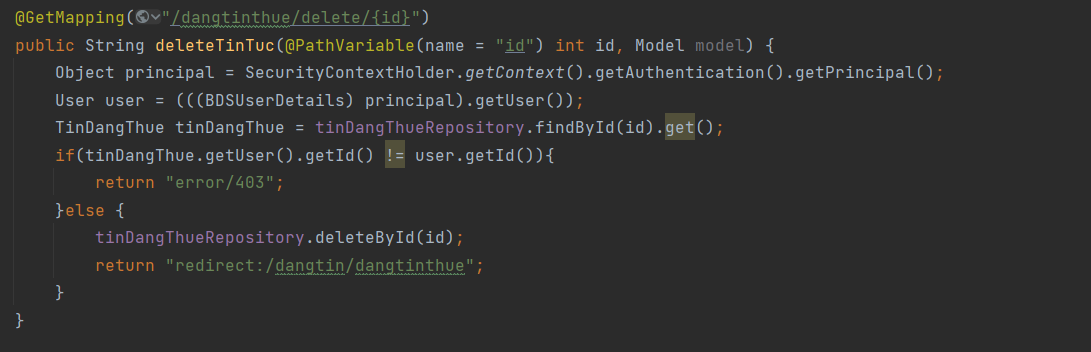 @GetMapping("/dangtinthue/delete/{id}")
public String deleteTinTuc(@PathVariable(name = "id") int id, Model model) {
    Object principal = SecurityContextHolder.getContext().getAuthentication().getPrincipal();
    User user = (((BDSUserDetails) principal).getUser());
    TinDangThue tinDangThue = tinDangThueRepository.findById(id).get();
    if(tinDangThue.getUser().getId() != user.getId()){
        return "error/403";
    }else {
        tinDangThueRepository.deleteById(id);
        return "redirect:/dangtin/dangtinthue";
    }
}